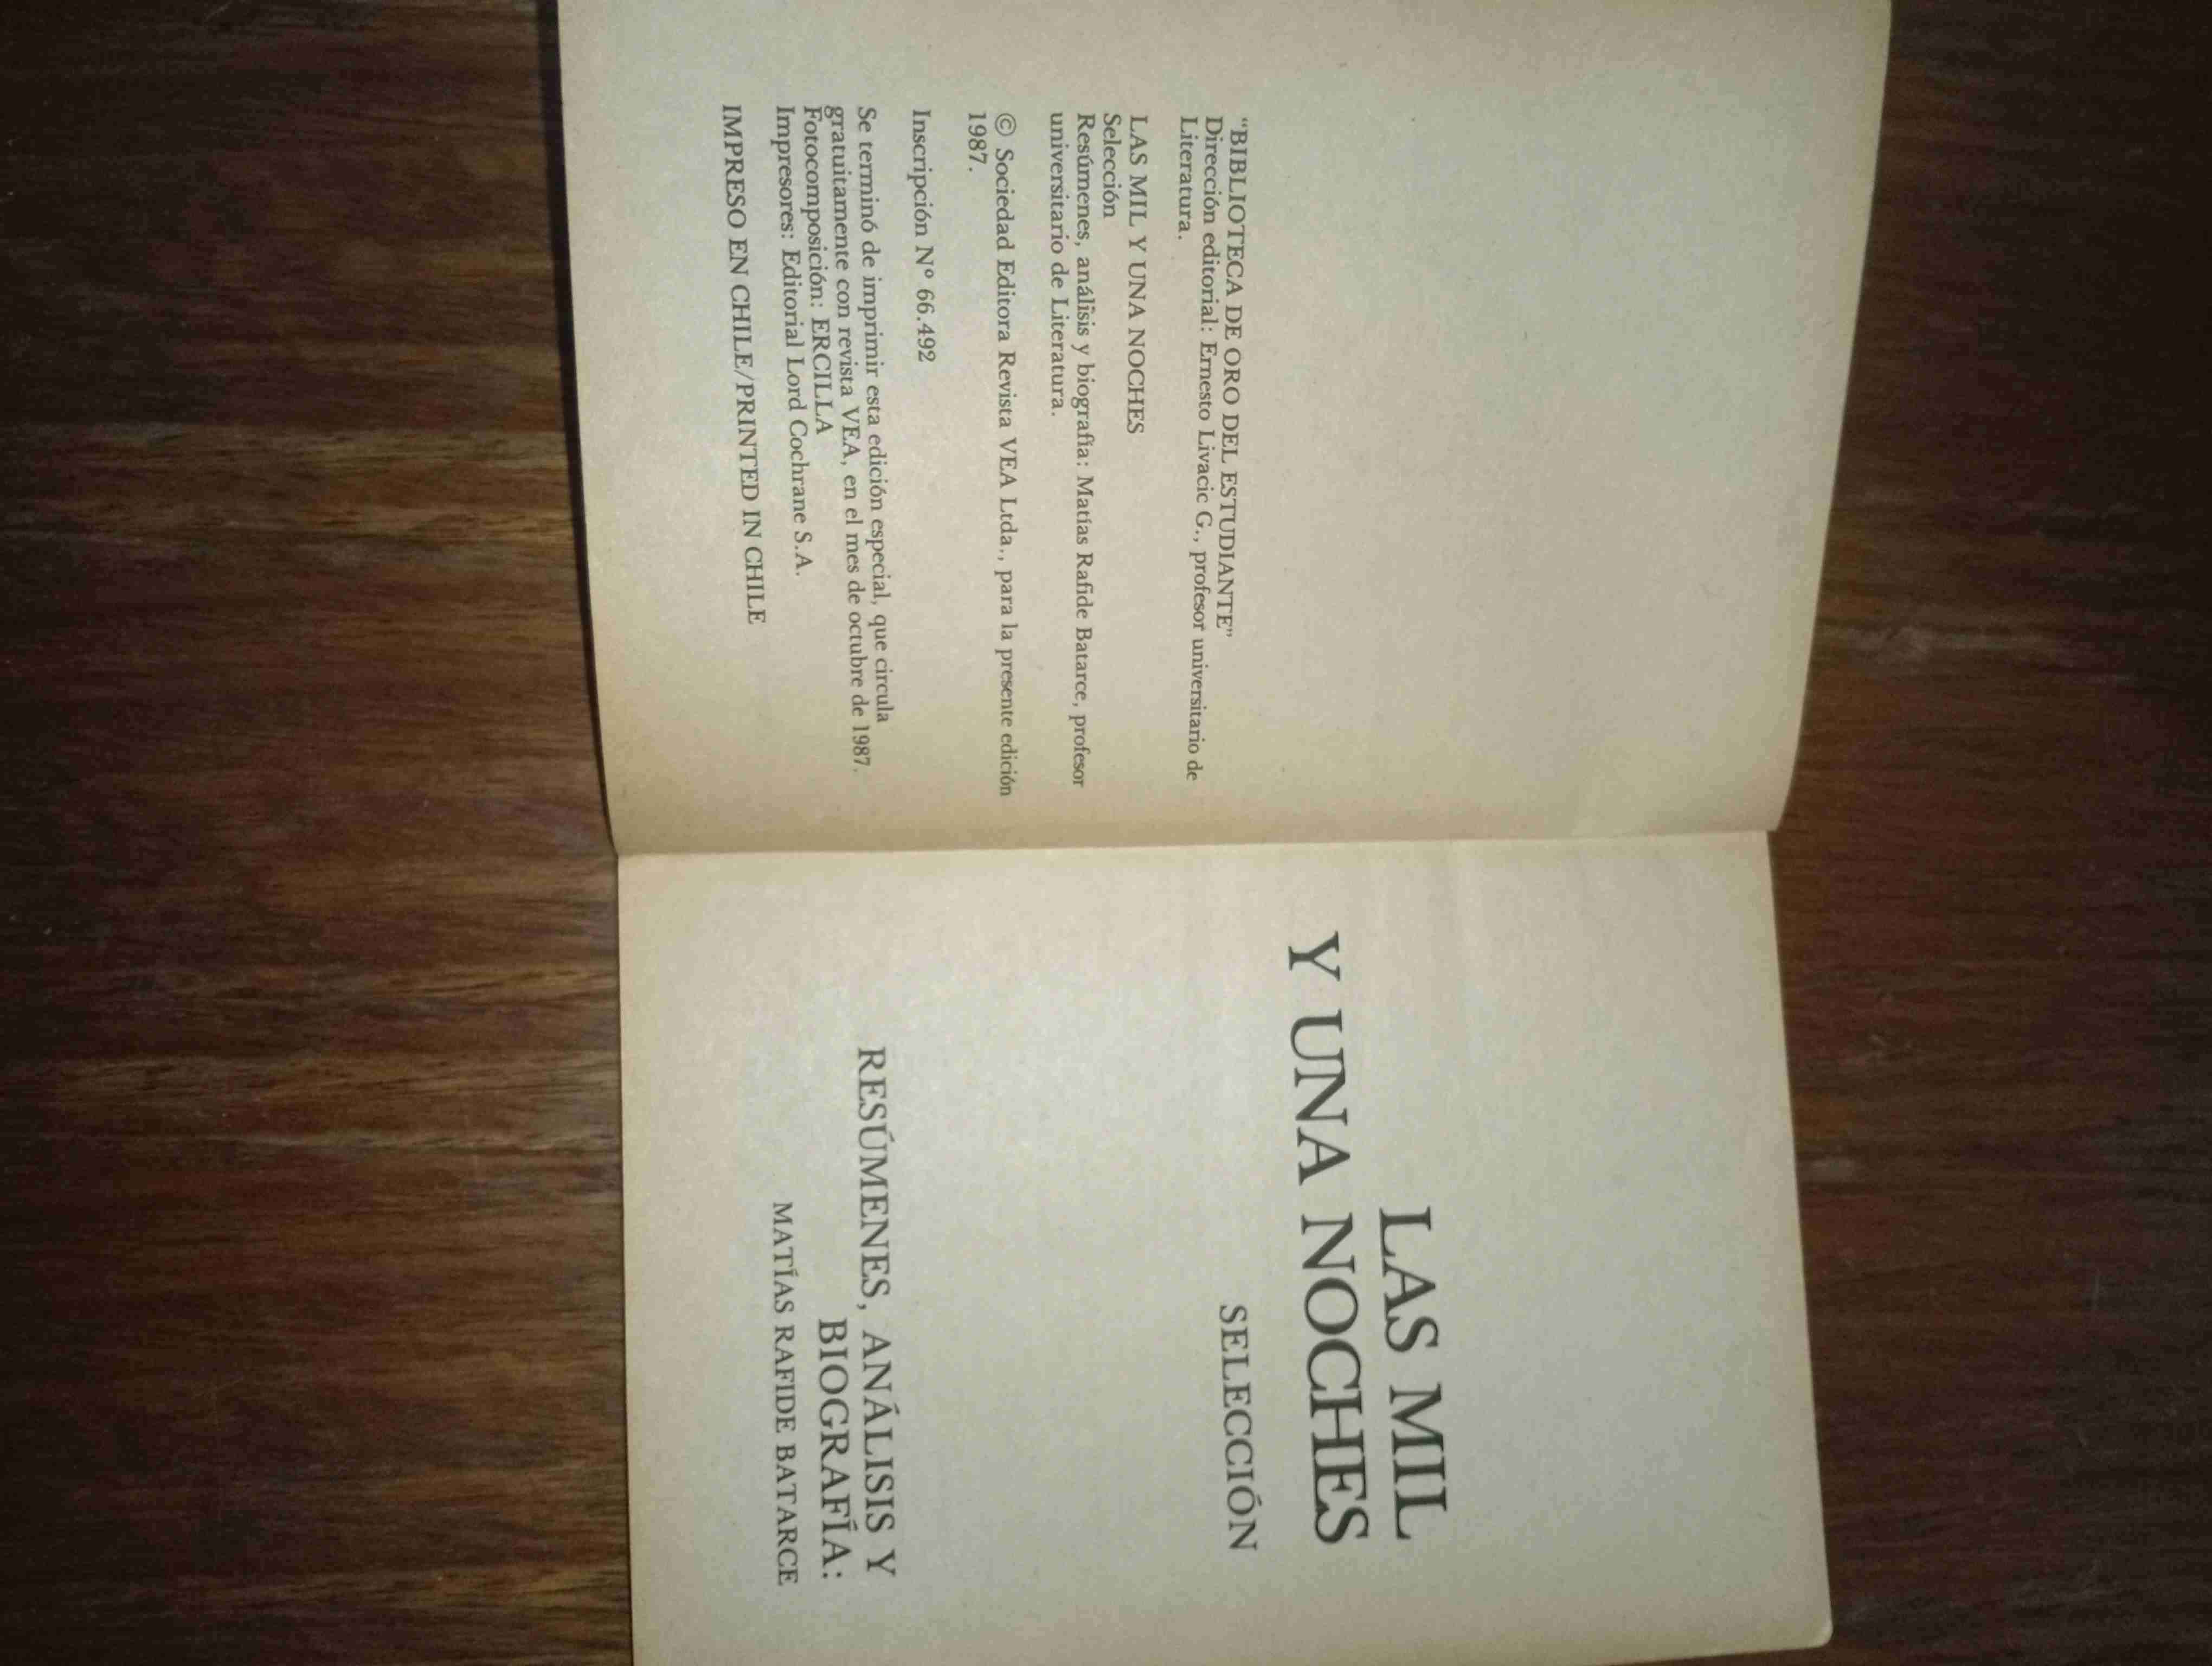 "BIBLIOTECA DE ORO DEL ESTUDIANTE"
Dirección editorial: Ernesto Livacic G., profesor universitario de
Literatura.
LAS MIL Y UNA NOCHES
Selección
Resúmenes, análisis y biografía: Matías Rafide Batarce, profesor
universitario de Literatura.
© Sociedad Editora Revista VEA Ltda., para la presente edición
1987.
Inscripción N° 66.492
Se terminó de imprimir esta edición especial, que circula
gratuitamente con revista VEA, en el mes de octubre de 1987.
Fotocomposición: ERCILLA
Impresores: Editorial Lord Cochrane S.A.
IMPRESO EN CHILE/PRINTED IN CHILE
LAS MIL
Y UNA NOCHES
SELECCIÓN
RESÚMENES, ANÁLISIS Y
BIOGRAFÍA:
MATÍAS RAFIDE BATARCE